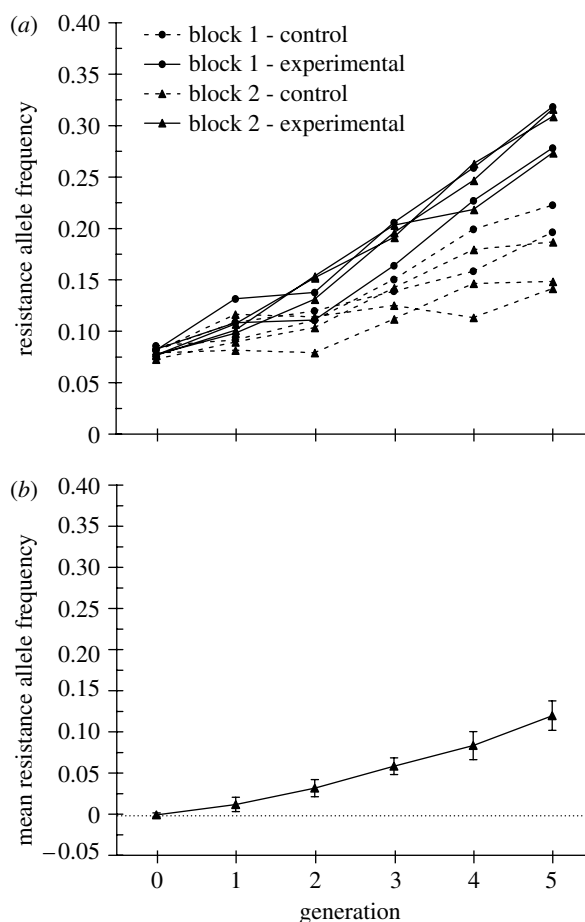 (a)
0.40
0.35
0.30
0.25
0.20
0.15
0.10
0.05
0
resistance allele frequency
block 1 - control
block 1 - experimental
block 2 - control
block 2 - experimental
(b)
0.40
0.35
0.30
0.25
0.20
0.15
0.10
0.05
0
−0.05
mean resistance allele frequency
0 1 2 3 4 5
generation